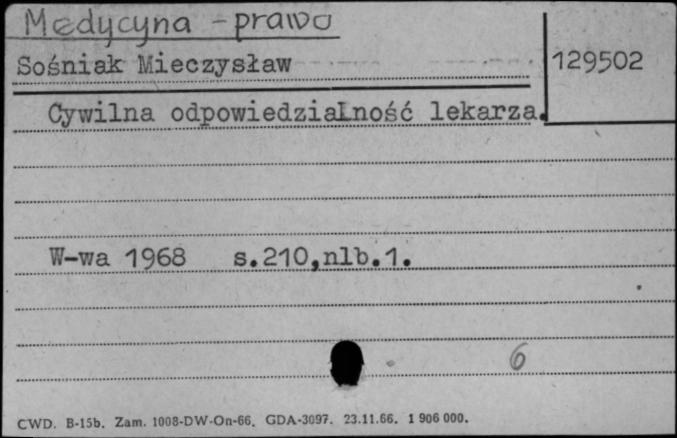 Medycyna - prawo
Sośniak Mieczysław
129502
Cywilna odpowiedzialność lekarza.
W-wa 1968 s.210,nlb.1.
6
CWD. B-15b. Zam. 1008-DW-On-66. GDA-3097. 23.11.66. 1 906 000.